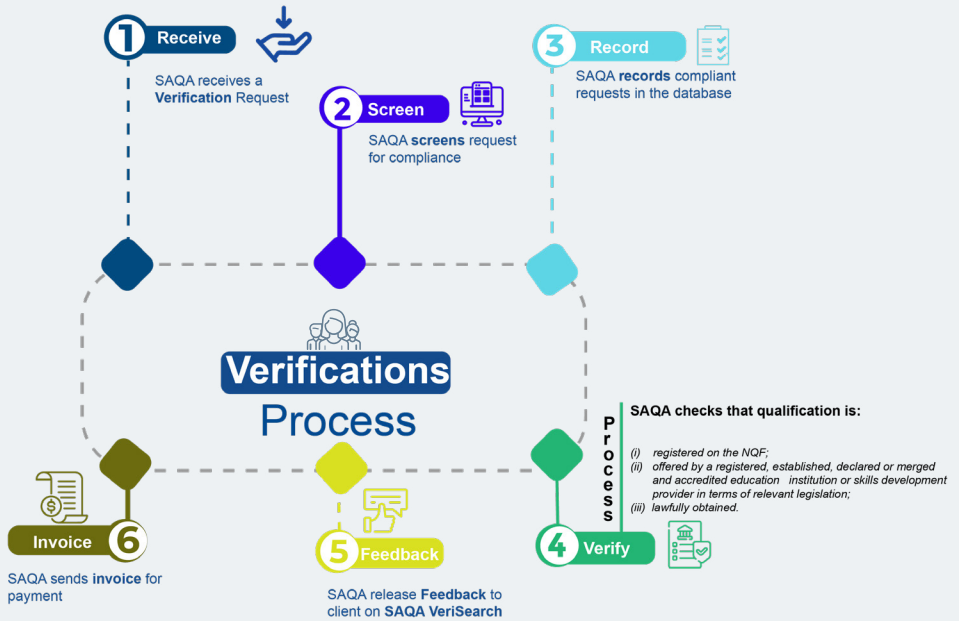 1 Receive
SAQA receives a
Verification Request
2 Screen
SAQA screens request
for compliance
3 Record
SAQA records compliant
requests in the database
Verifications
Process
Process
SAQA checks that qualification is:
(i) registered on the NQF;
(ii) offered by a registered, established, declared or merged
and accredited education institution or skills development
provider in terms of relevant legislation;
(iii) lawfully obtained.
4 Verify
5 Feedback
SAQA release Feedback to
client on SAQA VeriSearch
Invoice 6
SAQA sends invoice for
payment